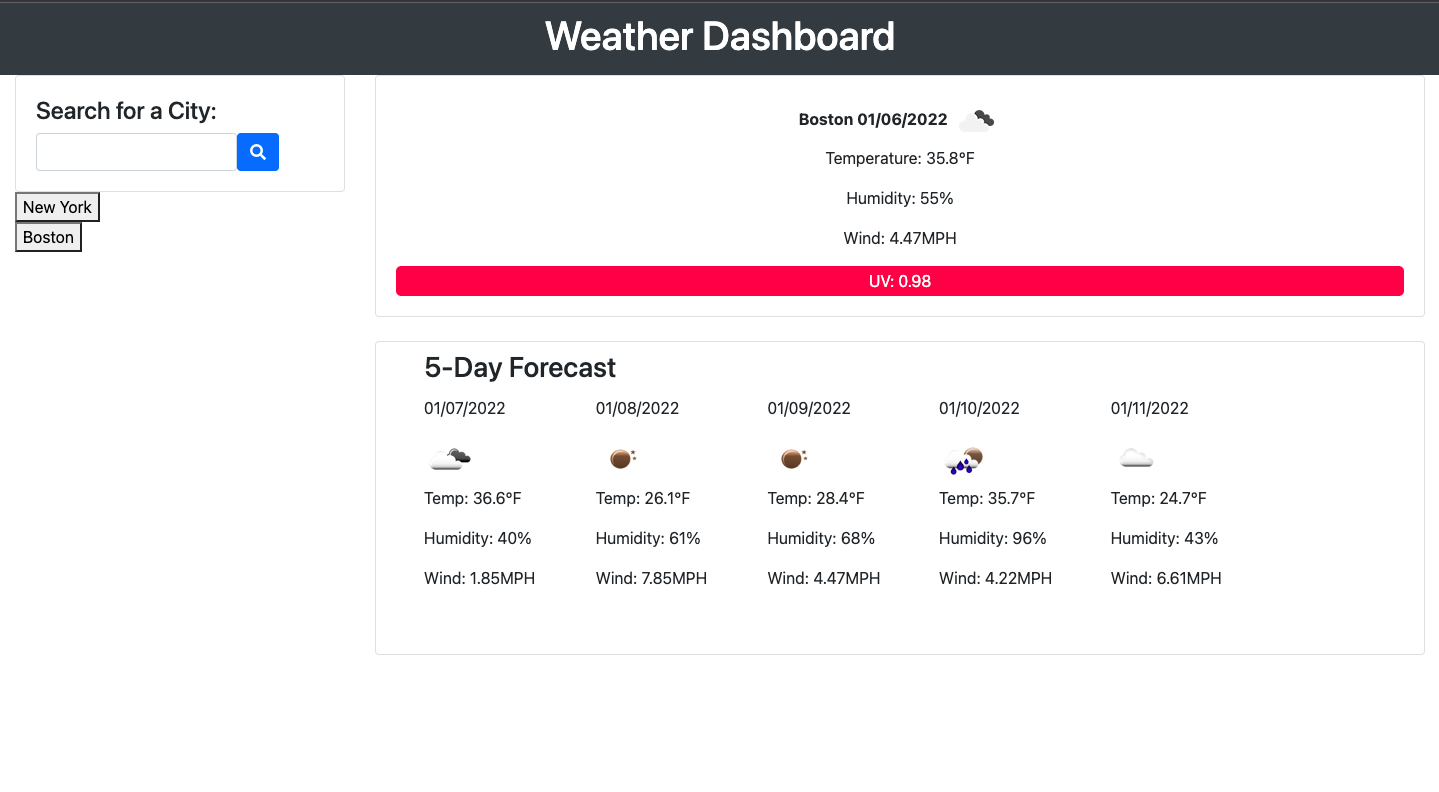 Weather Dashboard
Search for a City:
New York
Boston
Boston 01/06/2022
Temperature: 35.8°F
Humidity: 55%
Wind: 4.47MPH
UV: 0.98
5-Day Forecast
01/07/2022 01/08/2022 01/09/2022 01/10/2022 01/11/2022
Temp: 36.6°F Temp: 26.1°F Temp: 28.4°F Temp: 35.7°F Temp: 24.7°F
Humidity: 40% Humidity: 61% Humidity: 68% Humidity: 96% Humidity: 43%
Wind: 1.85MPH Wind: 7.85MPH Wind: 4.47MPH Wind: 4.22MPH Wind: 6.61MPH